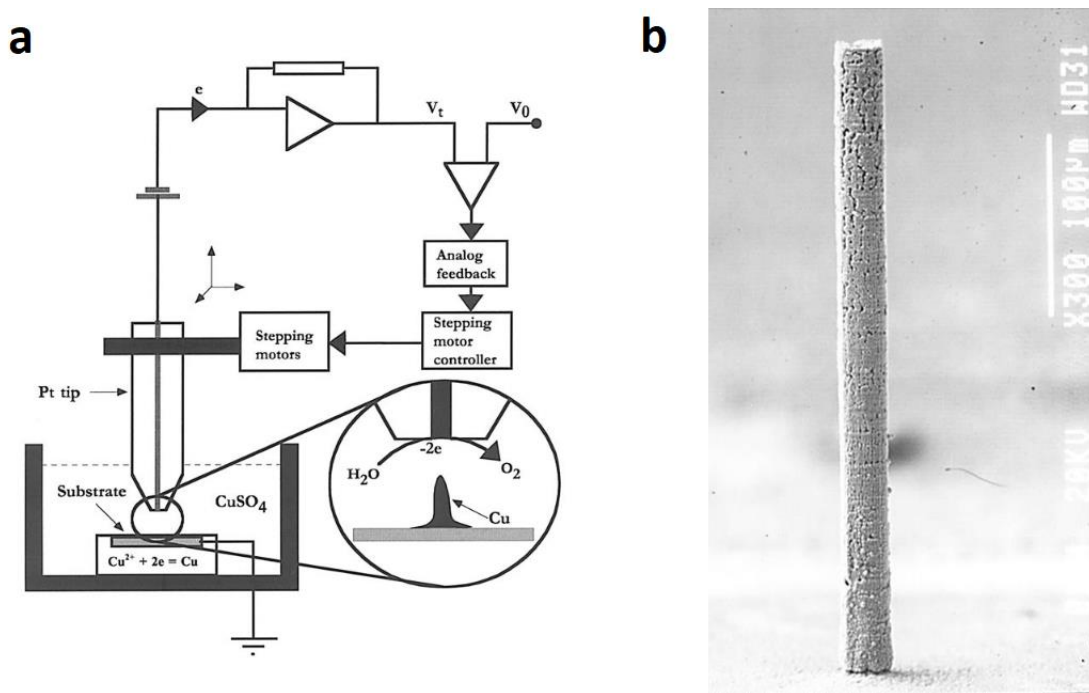 a
e
Vt
V0
Analog
feedback
Stepping
motors
Stepping
motor
controller
Pt tip
-2e
H2O
O2
Substrate
CuSO4
Cu
Cu2+ + 2e = Cu
b
X300 100μm WD31
20KU